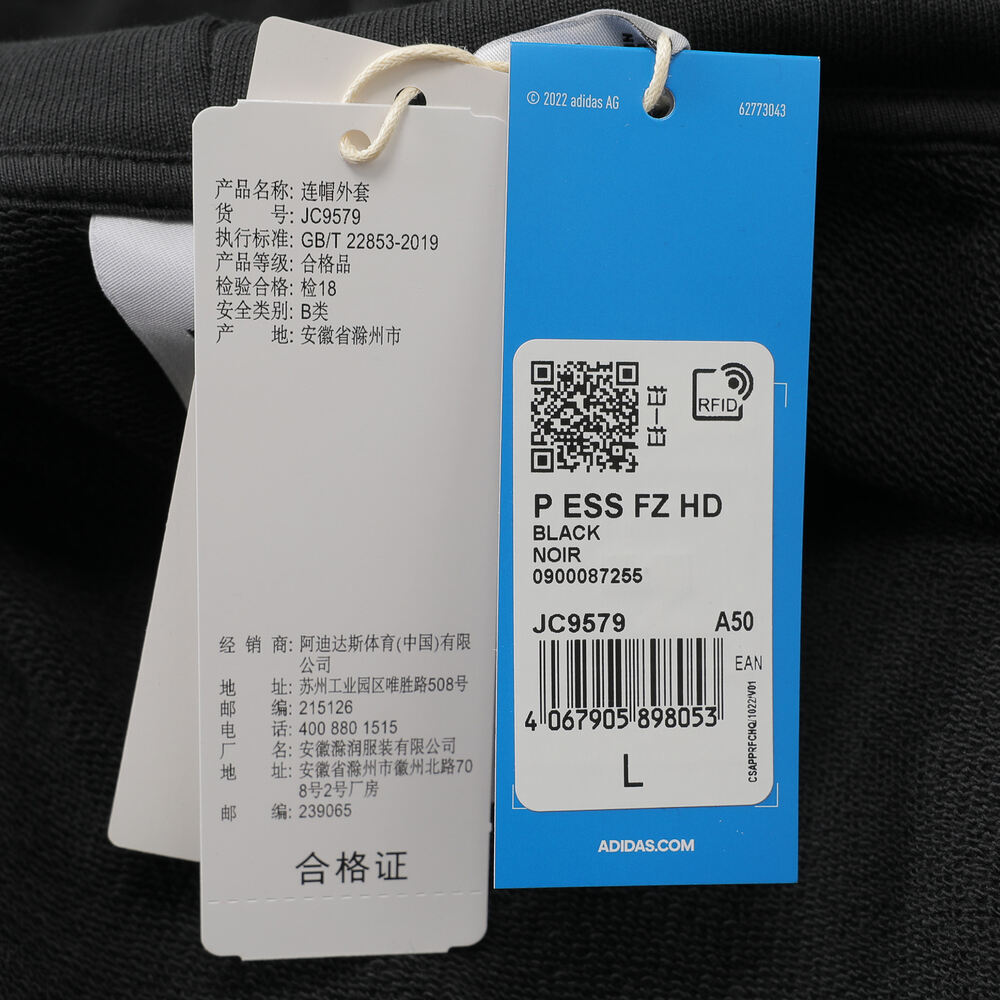 产品名称: 连帽外套
货 号: JC9579
执行标准: GB/T 22853-2019
产品等级: 合格品
检验合格: 检18
安全类别: B类
产 地: 安徽省滁州市
经 销 商: 阿迪达斯体育(中国)有限
公司
地 址: 苏州工业园区唯胜路508号
邮 编: 215126
电 话: 400 880 1515
厂 名: 安徽滁润服装有限公司
地 址: 安徽省滁州市徽州北路70
8号2号厂房
邮 编: 239065
合格证
© 2022 adidas AG
62773043
扫一扫
RFID
P ESS FZ HD
BLACK
NOIR
0900087255
JC9579 A50
EAN
4 067905 898053
CSAPPRFCHQ/1022/V01
L
ADIDAS.COM